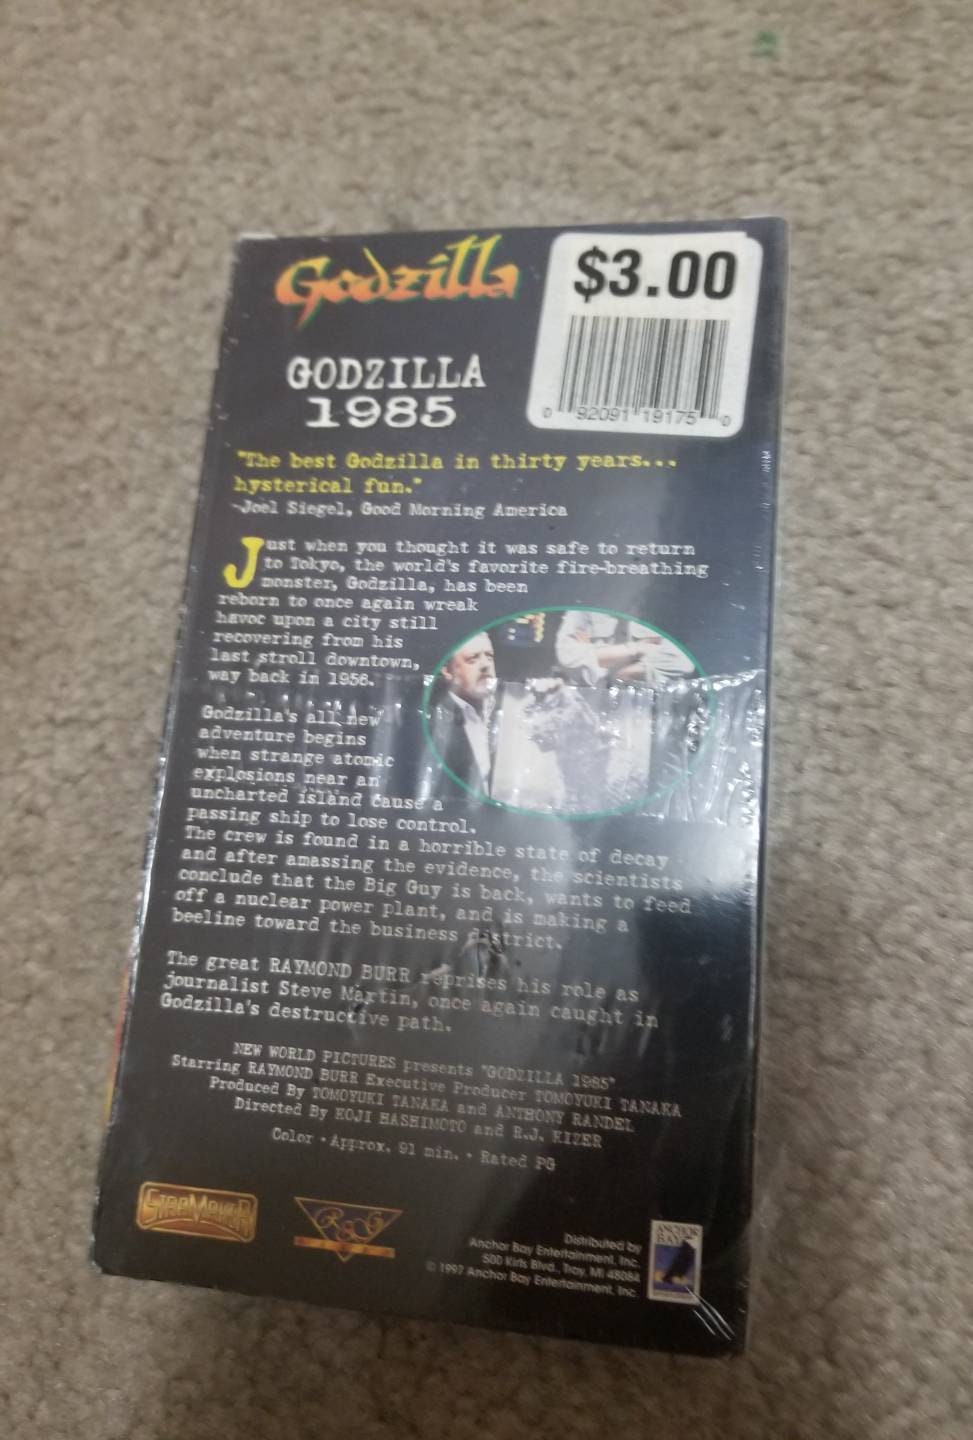 Godzilla
$3.00
0 92091 19175 0
GODZILLA
1985
"The best Godzilla in thirty years...
hysterical fun."
-Joel Siegel, Good Morning America
Just when you thought it was safe to return
to Tokyo, the world's favorite fire-breathing
monster, Godzilla, has been
reborn to once again wreak
havoc upon a city still
recovering from his
last stroll downtown,
way back in 1956.
Godzilla's all new
adventure begins
when strange atomic
explosions near an
uncharted island cause a
passing ship to lose control.
The crew is found in a horrible state of decay
and after amassing the evidence, the scientists
conclude that the Big Guy is back, wants to feed
off a nuclear power plant, and is making a
beeline toward the business district.
The great RAYMOND BURR reprises his role as
journalist Steve Martin, once again caught in
Godzilla's destructive path.
NEW WORLD PICTURES presents "GODZILLA 1985"
Starring RAYMOND BURR Executive Producer TOMOYUKI TANAKA
Produced By TOMOYUKI TANAKA and ANTHONY RANDEL
Directed By KOJI HASHIMOTO and R.J. KIZER
Color • Approx. 91 min. • Rated PG
STARMAKER
R&G
VIDEO
Distributed by
Anchor Bay Entertainment, Inc.
500 Kirts Blvd., Troy, MI 48084
© 1997 Anchor Bay Entertainment, Inc.
ANCHOR
BAY